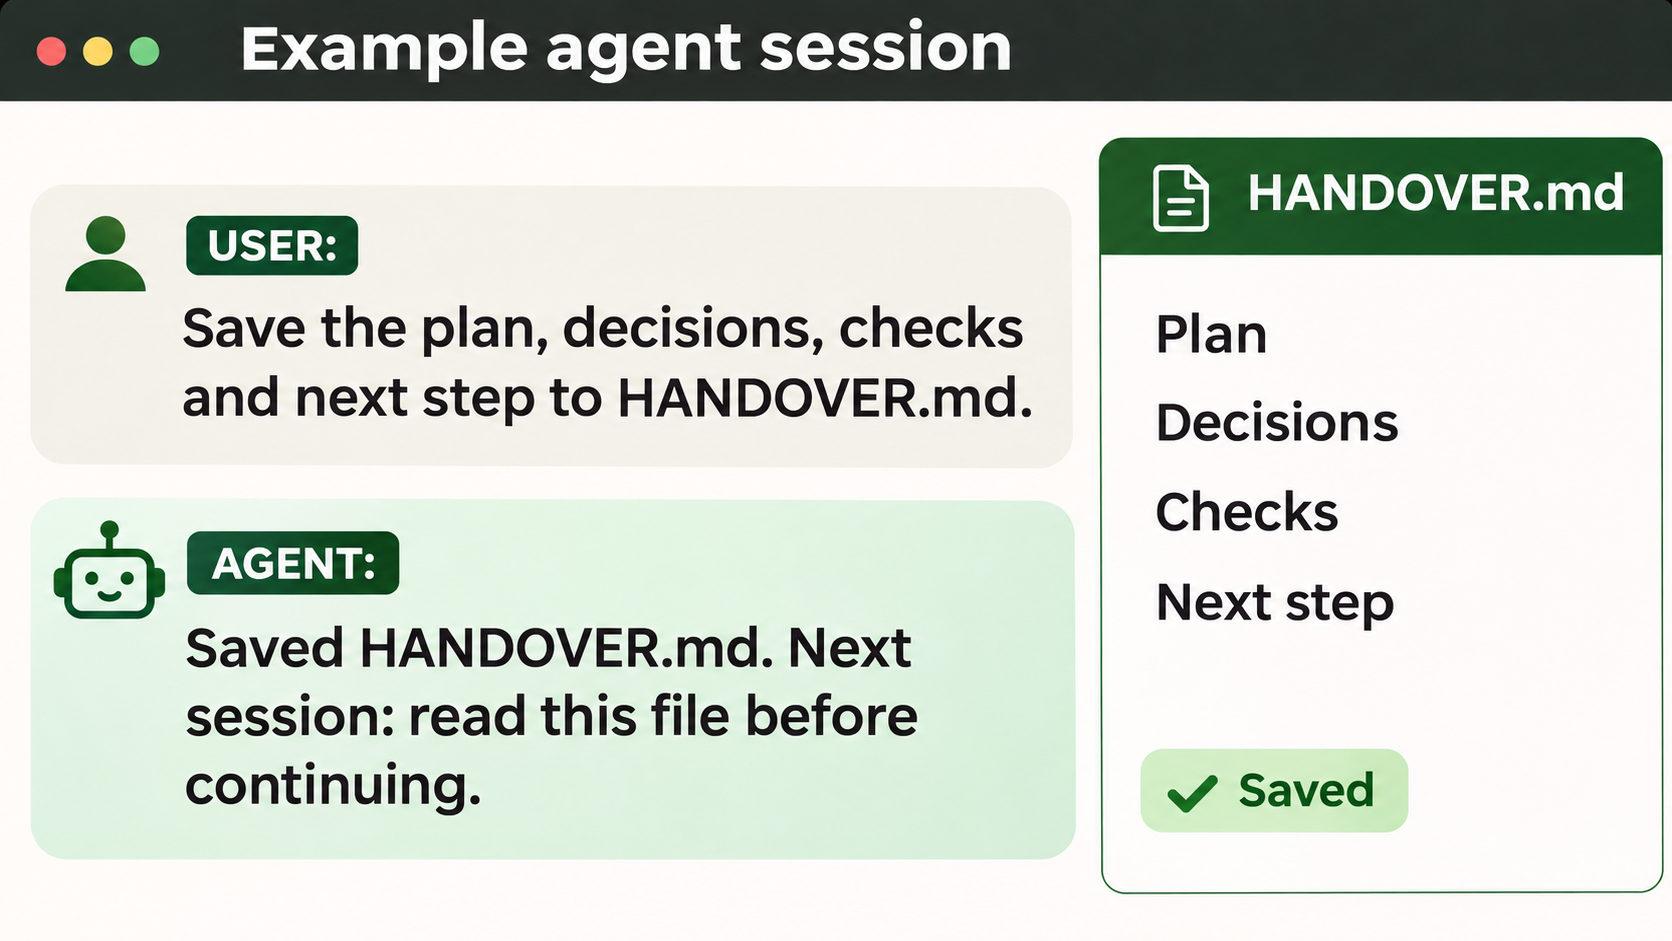 Example agent session
USER:
Save the plan, decisions, checks
and next step to HANDOVER.md.
AGENT:
Saved HANDOVER.md. Next
session: read this file before
continuing.
HANDOVER.md
Plan
Decisions
Checks
Next step
Saved